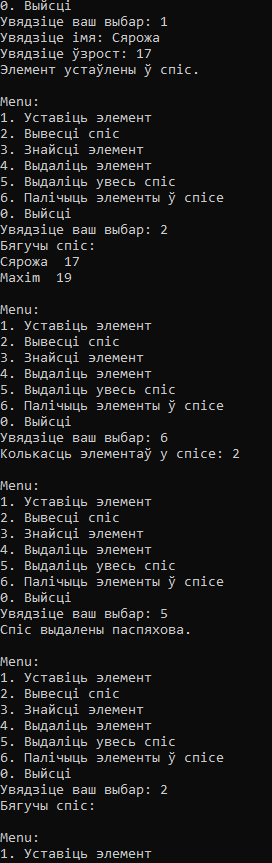 0. Выйсці
Увядзіце ваш выбар: 1
Увядзіце імя: Сярожа
Увядзіце ўзрост: 17
Элемент устаўлены ў спіс.
Menu:
1. Уставіць элемент
2. Вывесці спіс
3. Знайсці элемент
4. Выдаліць элемент
5. Выдаліць увесь спіс
6. Палічыць элементы ў спісе
0. Выйсці
Увядзіце ваш выбар: 2
Бягучы спіс:
Сярожа  17
Maxim  19
Menu:
1. Уставіць элемент
2. Вывесці спіс
3. Знайсці элемент
4. Выдаліць элемент
5. Выдаліць увесь спіс
6. Палічыць элементы ў спісе
0. Выйсці
Увядзіце ваш выбар: 6
Колькасць элементаў у спісе: 2
Menu:
1. Уставіць элемент
2. Вывесці спіс
3. Знайсці элемент
4. Выдаліць элемент
5. Выдаліць увесь спіс
6. Палічыць элементы ў спісе
0. Выйсці
Увядзіце ваш выбар: 5
Спіс выдалены паспяхова.
Menu:
1. Уставіць элемент
2. Вывесці спіс
3. Знайсці элемент
4. Выдаліць элемент
5. Выдаліць увесь спіс
6. Палічыць элементы ў спісе
0. Выйсці
Увядзіце ваш выбар: 2
Бягучы спіс:
Menu:
1. Уставіць элемент